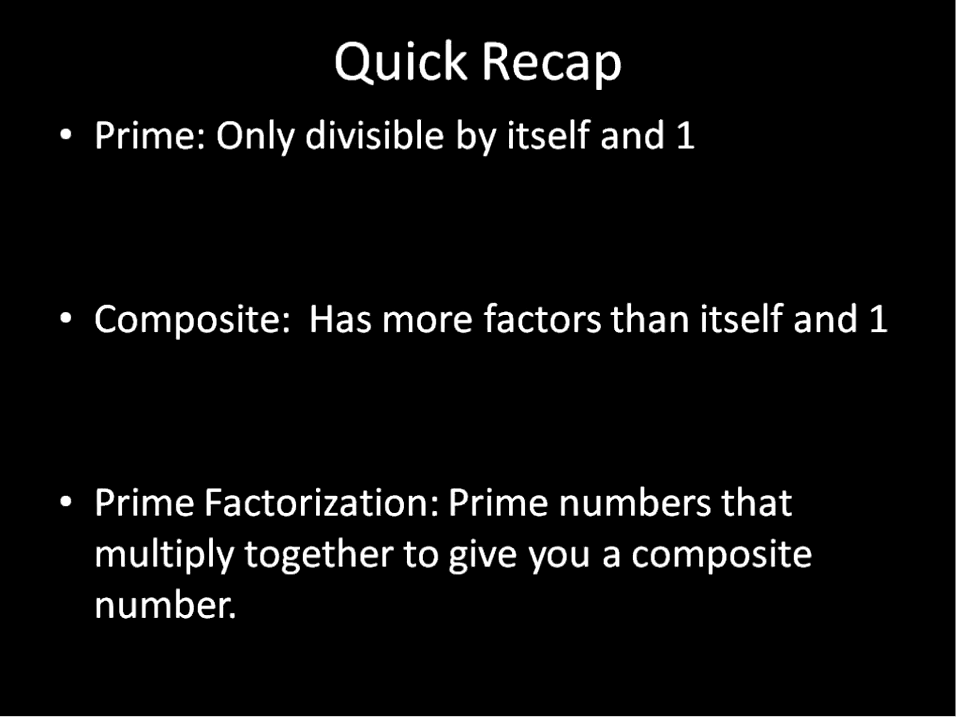 Quick Recap
• Prime: Only divisible by itself and 1
• Composite:  Has more factors than itself and 1
• Prime Factorization: Prime numbers that
multiply together to give you a composite
number.